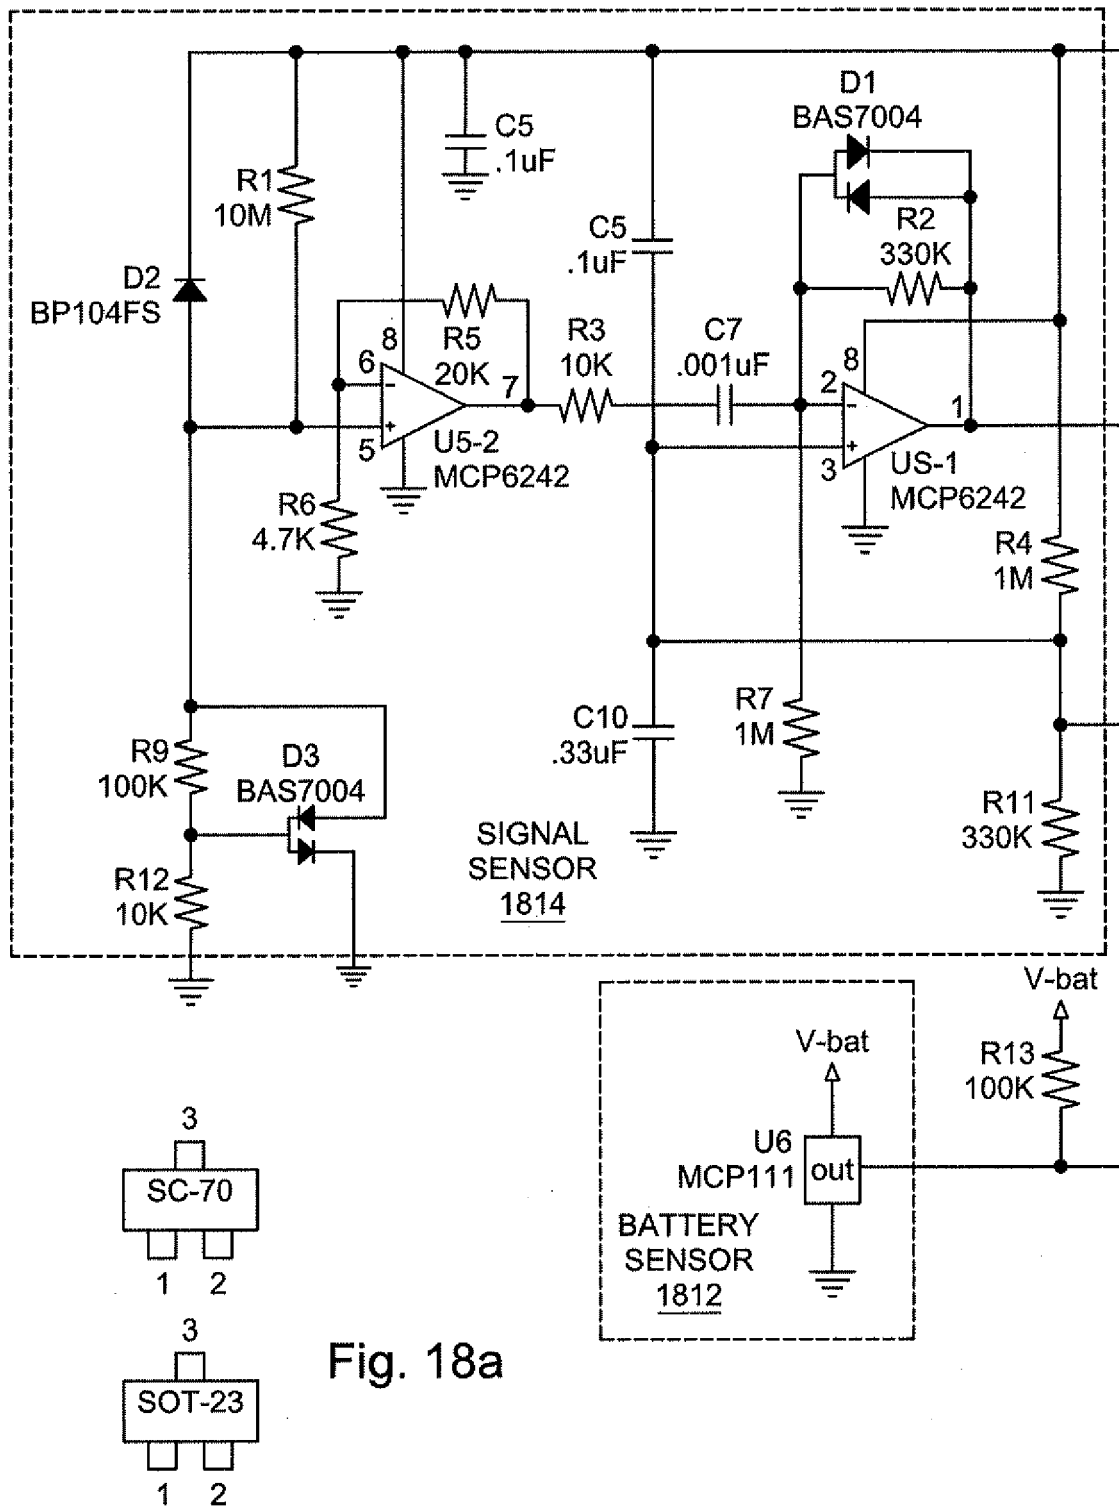 D1
BAS7004
C5
.1uF
R1
10M
R2
330K
C5
.1uF
D2
BP104FS
R5
20K
R3
10K
C7
.001uF
8
6
7
5
8
2
1
3
U5-2
MCP6242
US-1
MCP6242
R6
4.7K
R4
1M
R7
1M
C10
.33uF
R9
100K
D3
BAS7004
R11
330K
SIGNAL
SENSOR
1814
R12
10K
V-bat
V-bat
R13
100K
U6
MCP111
out
BATTERY
SENSOR
1812
3
SC-70
1 2
3
SOT-23
1 2
Fig. 18a